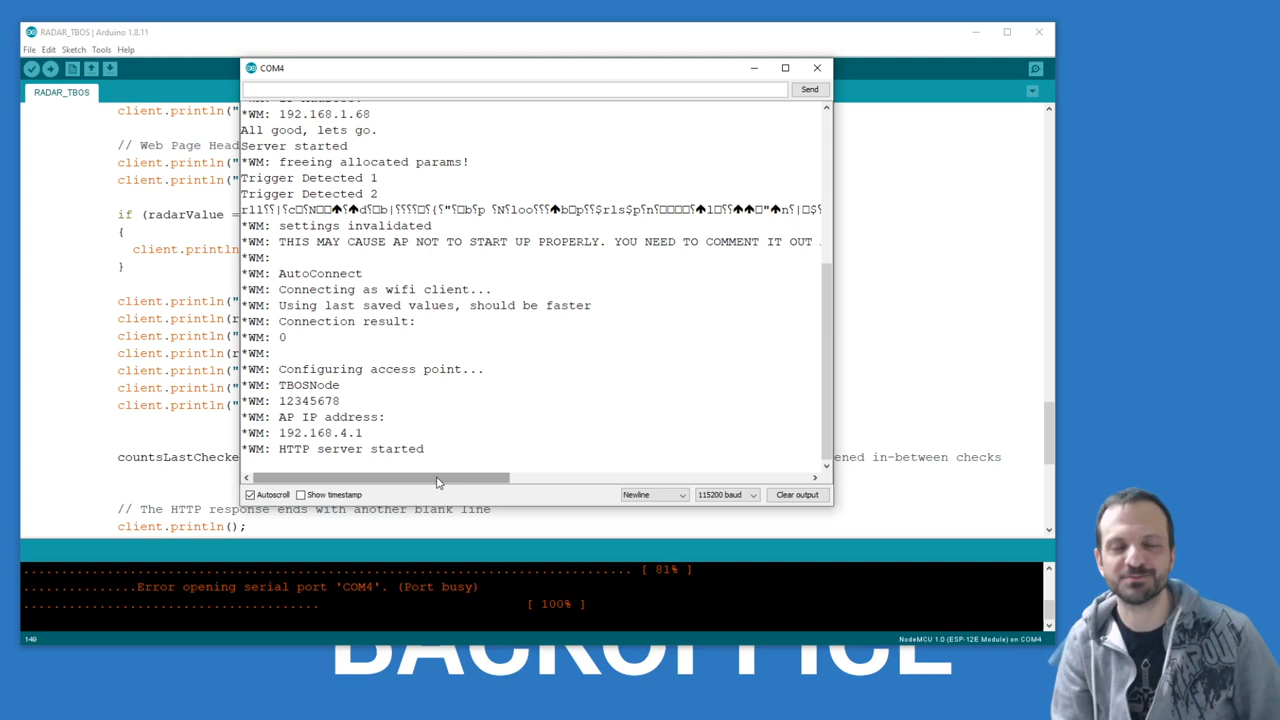 RADAR_TBOS | Arduino 1.8.11
File Edit Sketch Tools Help
RADAR_TBOS
client.println("
// Web Page Head
client.println("
client.println("
if (radarValue =
{
client.println
}
client.println("
client.println(r
client.println("
client.println(r
client.println("
client.println("
client.println("
countsLastChecke
ened in-between checks
// The HTTP response ends with another blank line
client.println();
COM4
Send
*WM: 192.168.1.68
All good, lets go.
Server started
*WM: freeing allocated params!
Trigger Detected 1
Trigger Detected 2
*WM: settings invalidated
*WM: THIS MAY CAUSE AP NOT TO START UP PROPERLY. YOU NEED TO COMMENT IT OUT
*WM:
*WM: AutoConnect
*WM: Connecting as wifi client...
*WM: Using last saved values, should be faster
*WM: Connection result:
*WM: 0
*WM:
*WM: Configuring access point...
*WM: TBOSNode
*WM: 12345678
*WM: AP IP address:
*WM: 192.168.4.1
*WM: HTTP server started
Autoscroll Show timestamp Newline 115200 baud Clear output
................................................................................ [ 81% ]
...............Error opening serial port 'COM4'. (Port busy)
....................................... [ 100% ]
149 NodeMCU 1.0 (ESP-12E Module) on COM4
BACKOFFICE